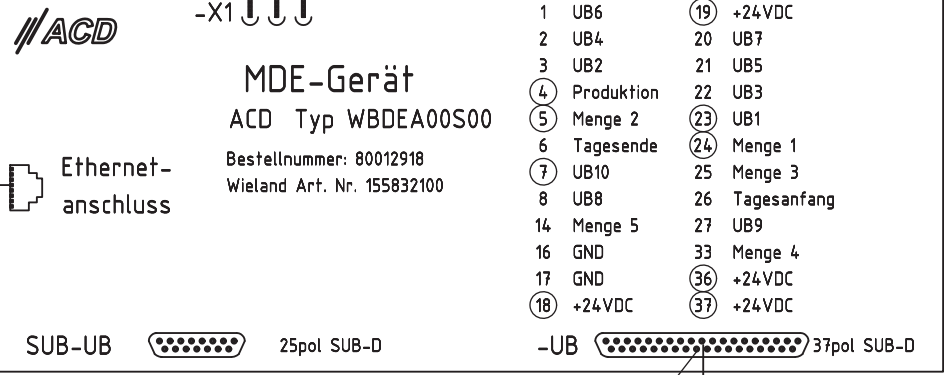 ACD
-X1
MDE-Gerät
ACD Typ WBDEA00S00
Bestellnummer: 80012918
Wieland Art. Nr. 155832100
Ethernet-
anschluss
1 UB6
2 UB4
3 UB2
4 Produktion
5 Menge 2
6 Tagesende
7 UB10
8 UB8
14 Menge 5
16 GND
17 GND
18 +24VDC
19 +24VDC
20 UB7
21 UB5
22 UB3
23 UB1
24 Menge 1
25 Menge 3
26 Tagesanfang
27 UB9
33 Menge 4
36 +24VDC
37 +24VDC
SUB-UB 25pol SUB-D
-UB 37pol SUB-D